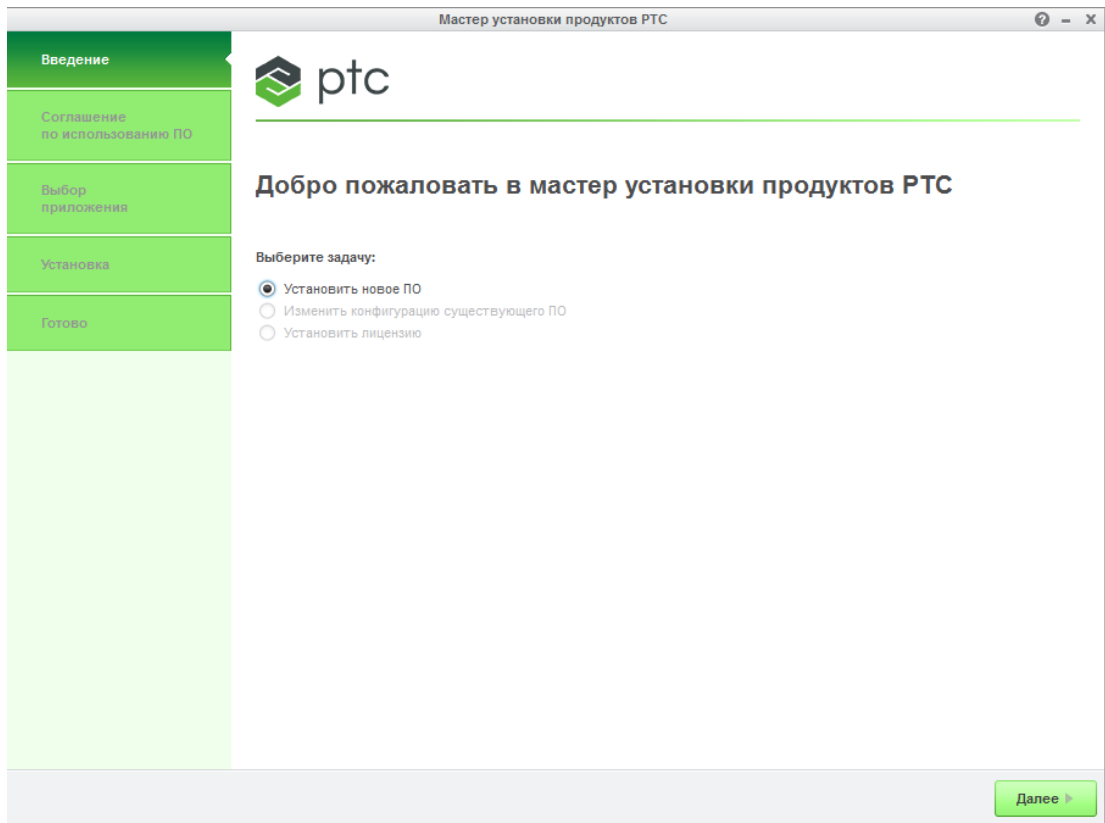 Мастер установки продуктов PTC
Введение
Соглашение
по использованию ПО
Выбор
приложения
Установка
Готово
ptc
Добро пожаловать в мастер установки продуктов PTC
Выберите задачу:
Установить новое ПО
Изменить конфигурацию существующего ПО
Установить лицензию
Далее